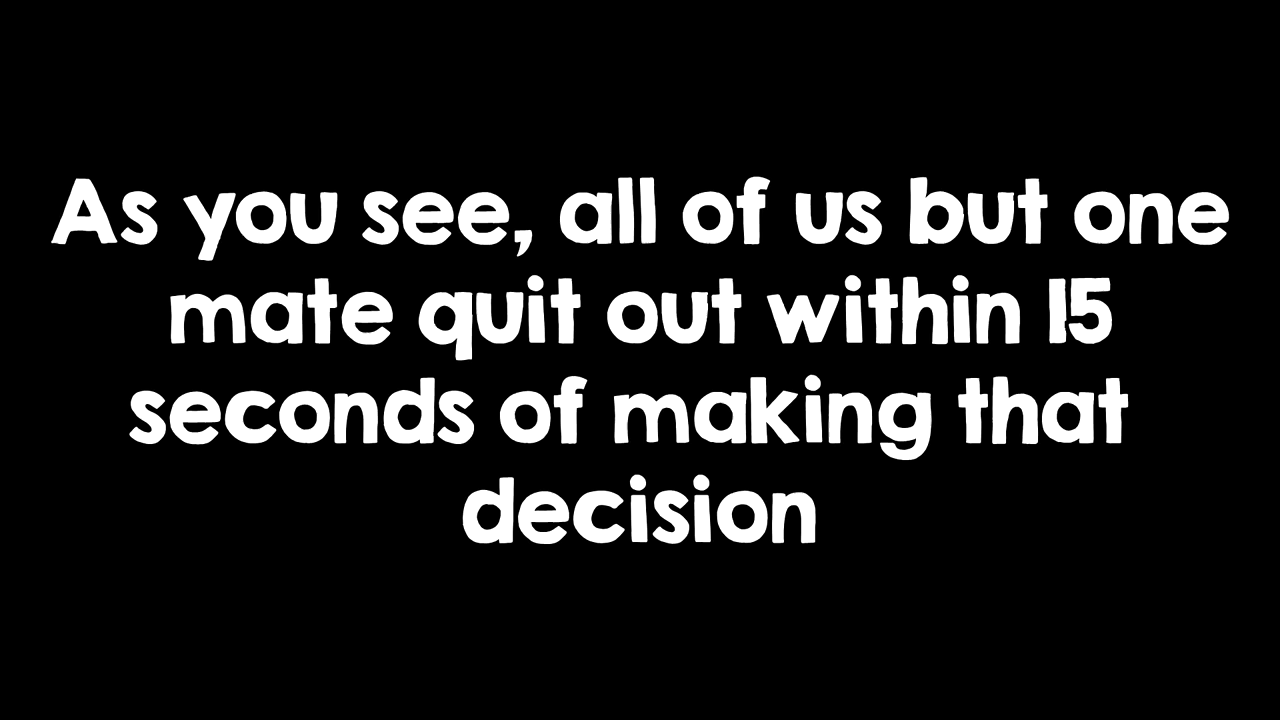 As you see, all of us but one
mate quit out within 15
seconds of making that
decision